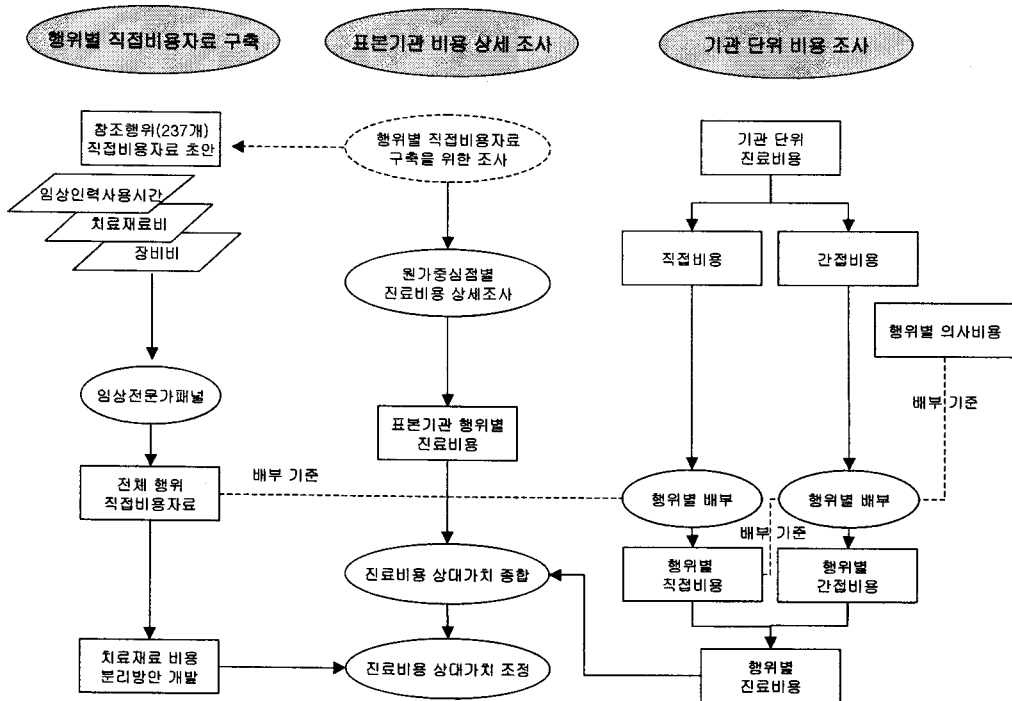 행위별 직접비용자료 구축
표본기관 비용 상세 조사
기관 단위 비용 조사
참조행위(237개)
직접비용자료 초안
임상인력사용시간
치료재료비
장비비
임상전문가패널
전체 행위
직접비용자료
치료재료 비용
분리방안 개발
행위별 직접비용자료
구축을 위한 조사
원가중심점별
진료비용 상세조사
표본기관 행위별
진료비용
배부 기준
진료비용 상대가치 종합
진료비용 상대가치 조정
기관 단위
진료비용
직접비용
간접비용
행위별 의사비용
배부 기준
행위별 배부
행위별 배부
배부 기준
행위별
직접비용
행위별
간접비용
행위별
진료비용